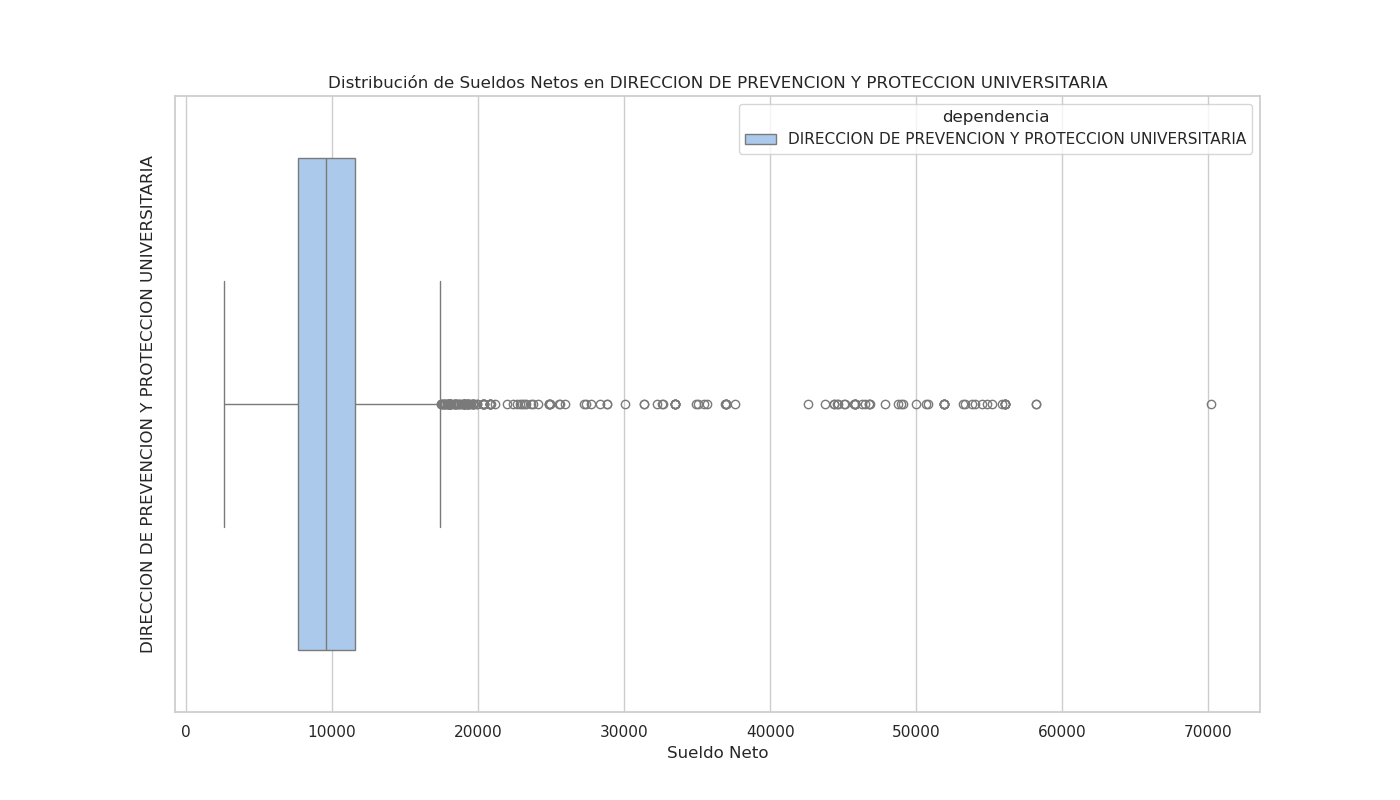 Distribución de Sueldos Netos en DIRECCION DE PREVENCION Y PROTECCION UNIVERSITARIA
dependencia
DIRECCION DE PREVENCION Y PROTECCION UNIVERSITARIA
DIRECCION DE PREVENCION Y PROTECCION UNIVERSITARIA
0 10000 20000 30000 40000 50000 60000 70000
Sueldo Neto